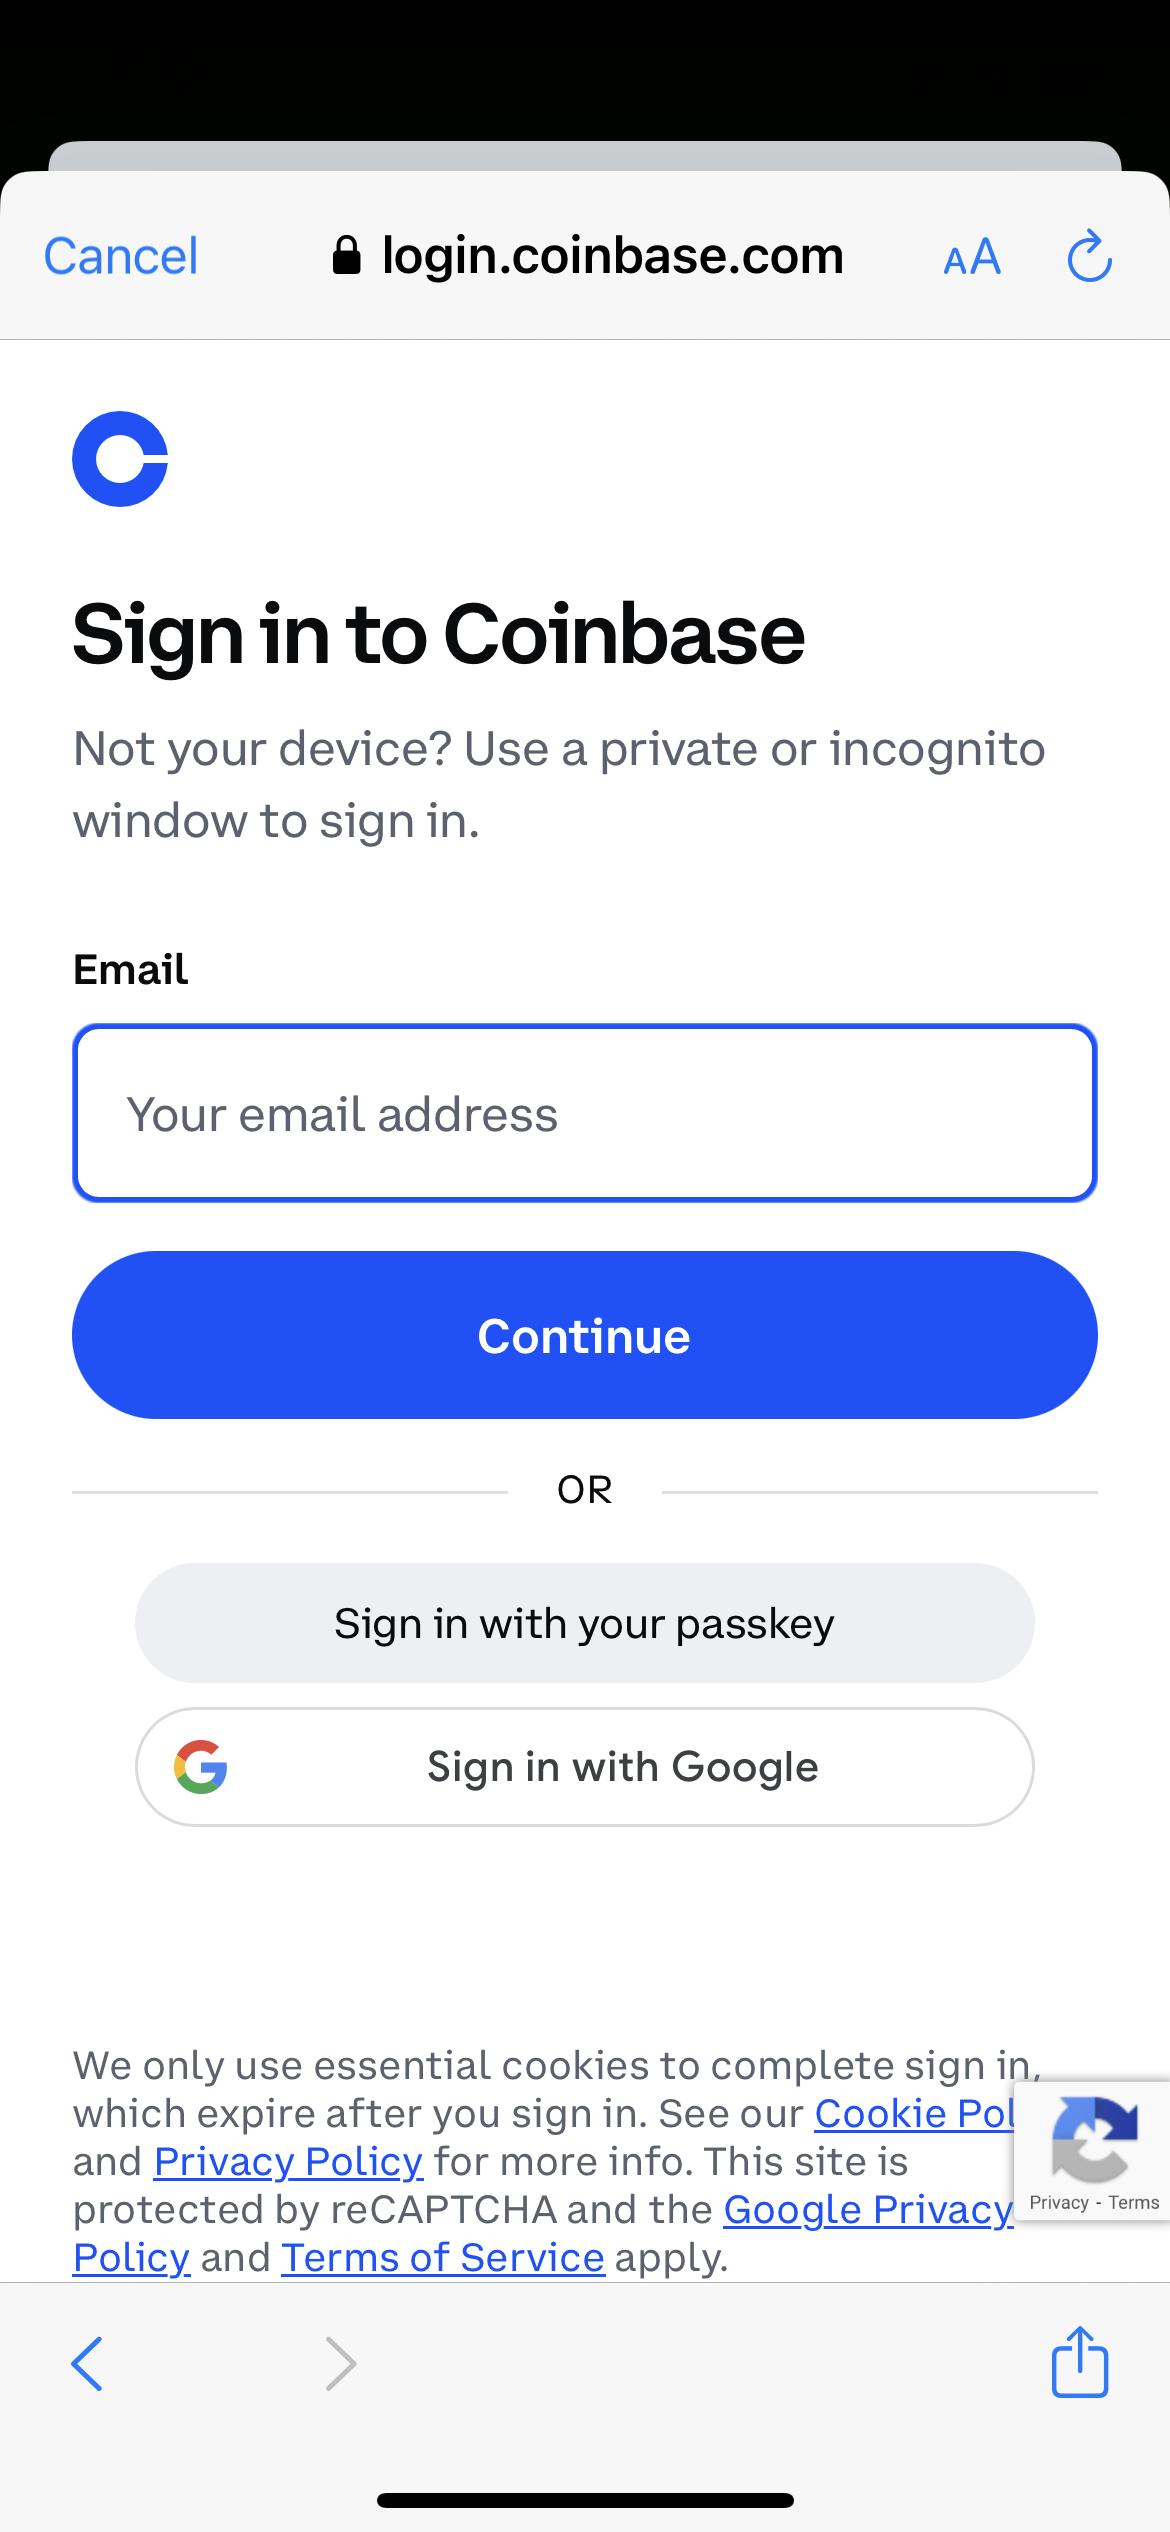 Cancel
login.coinbase.com
AA
Sign in to Coinbase
Not your device? Use a private or incognito
window to sign in.
Email
Your email address
Continue
OR
Sign in with your passkey
Sign in with Google
We only use essential cookies to complete sign in,
which expire after you sign in. See our Cookie Pol
and Privacy Policy for more info. This site is
protected by reCAPTCHA and the Google Privacy
Policy and Terms of Service apply.
Privacy - Terms